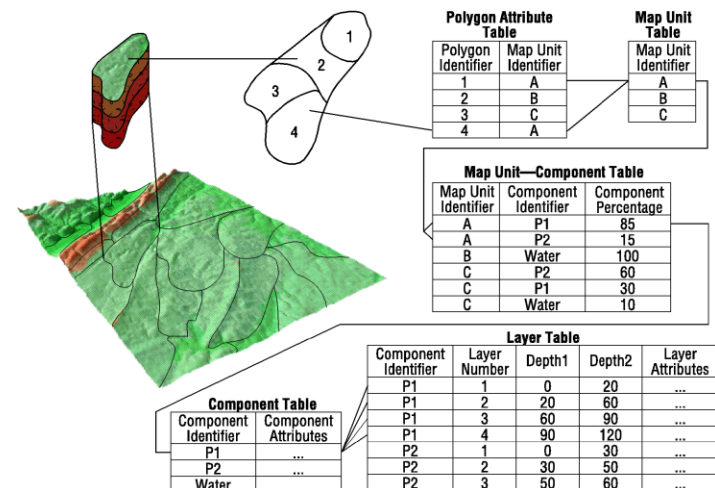 1
2
3
4
Polygon Attribute
Table
Polygon Map Unit
Identifier Identifier
1 A
2 B
3 C
4 A
Map Unit
Table
Map Unit
Identifier
A
B
C
Map Unit—Component Table
Map Unit Component Component
Identifier Identifier Percentage
A P1 85
A P2 15
B Water 100
C P2 60
C P1 30
C Water 10
Layer Table
Component Layer Depth1 Depth2 Layer
Identifier Number Attributes
P1 1 0 20 ...
P1 2 20 60 ...
P1 3 60 90 ...
P1 4 90 120 ...
P2 1 0 30 ...
P2 2 30 50 ...
P2 3 50 60 ...
Component Table
Component Component
Identifier Attributes
P1 ...
P2 ...
Water